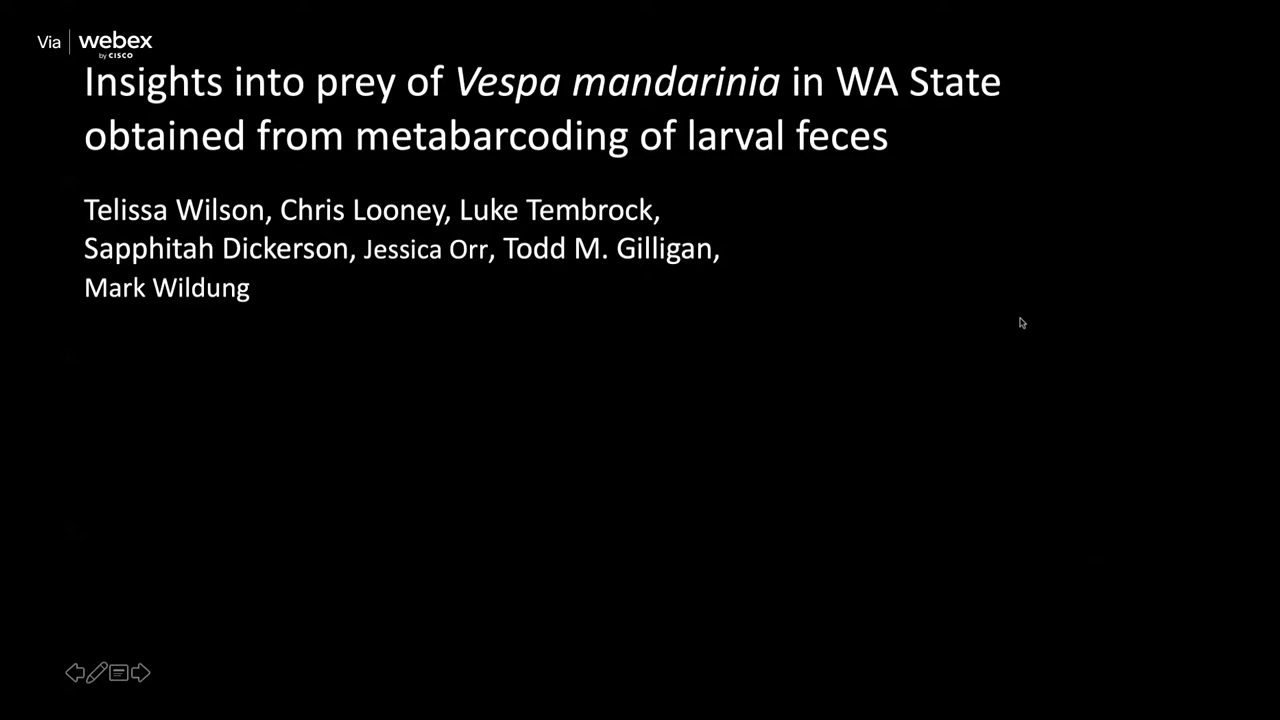 Via webex
by CISCO
Insights into prey of Vespa mandarinia in WA State
obtained from metabarcoding of larval feces
Telissa Wilson, Chris Looney, Luke Tembrock,
Sapphitah Dickerson, Jessica Orr, Todd M. Gilligan,
Mark Wildung